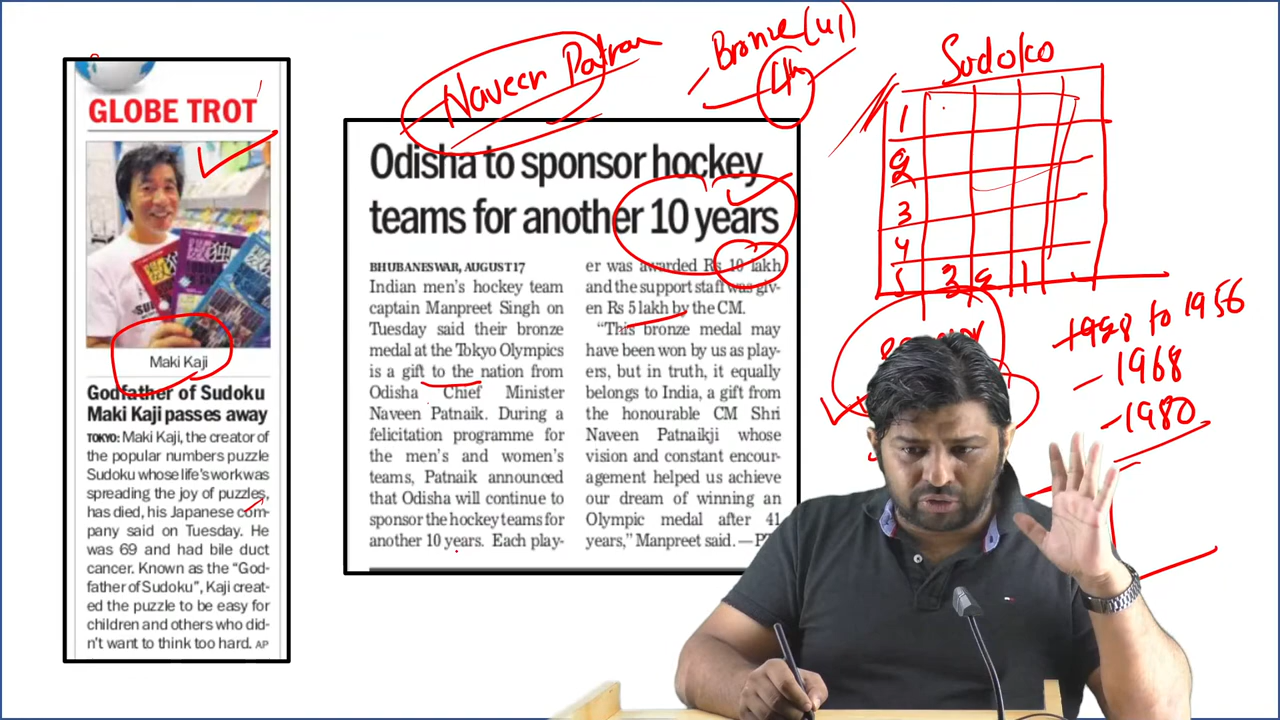 GLOBE TROT
Maki Kaji
Godfather of Sudoku
Maki Kaji passes away
TOKYO: Maki Kaji, the creator of
the popular numbers puzzle
Sudoku whose life's work was
spreading the joy of puzzles,
has died, his Japanese com-
pany said on Tuesday. He
was 69 and had bile duct
cancer. Known as the “God-
father of Sudoku”, Kaji creat-
ed the puzzle to be easy for
children and others who did-
n't want to think too hard. AP
Naveen
Bronze (41)
Odisha to sponsor hockey
teams for another 10 years
BHUBANESWAR, AUGUST 17
Indian men's hockey team
captain Manpreet Singh on
Tuesday said their bronze
medal at the Tokyo Olympics
is a gift to the nation from
Odisha Chief Minister
Naveen Patnaik. During a
felicitation programme for
the men's and women's
teams, Patnaik announced
that Odisha will continue to
sponsor the hockey teams for
another 10 years. Each play-
er was awarded Rs 10 lakh
and the support staff was giv-
en Rs 5 lakh by the CM.
“This bronze medal may
have been won by us as play-
ers, but in truth, it equally
belongs to India, a gift from
the honourable CM Shri
Naveen Patnaikji whose
vision and constant encour-
agement helped us achieve
our dream of winning an
Olympic medal after 41
years,” Manpreet said. —
Sudoko
1
2
3
4
5 3 1
to 1956
- 1968
- 1980